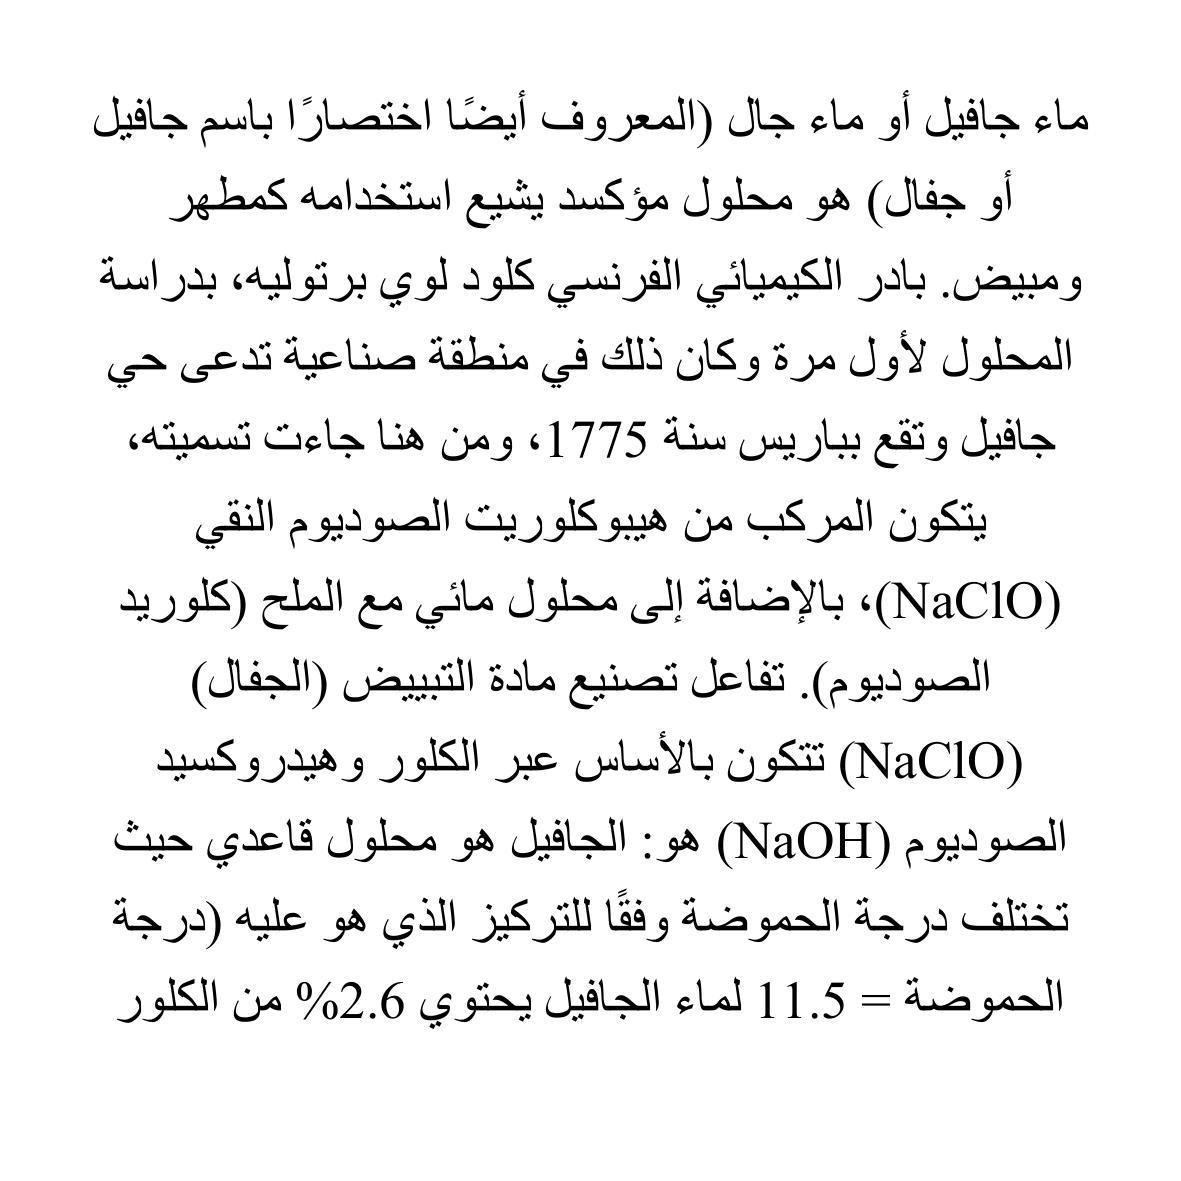 ماء جافيل أو ماء جال (المعروف أيضًا اختصارًا باسم جافيل
أو جفال) هو محلول مؤكسد يشيع استخدامه كمطهر
ومبيض. بادر الكيميائي الفرنسي كلود لوي برتوليه، بدراسة
المحلول لأول مرة وكان ذلك في منطقة صناعية تدعى حي
جافيل وتقع بباريس سنة 1775، ومن هنا جاءت تسميته،
يتكون المركب من هيبوكلوريت الصوديوم النقي
(NaClO)، بالإضافة إلى محلول مائي مع الملح (كلوريد
الصوديوم). تفاعل تصنيع مادة التبييض (الجفال)
(NaClO) تتكون بالأساس عبر الكلور وهيدروكسيد
الصوديوم (NaOH) هو: الجافيل هو محلول قاعدي حيث
تختلف درجة الحموضة وفقًا للتركيز الذي هو عليه (درجة
الحموضة = 11.5 لماء الجافيل يحتوي 2.6% من الكلور